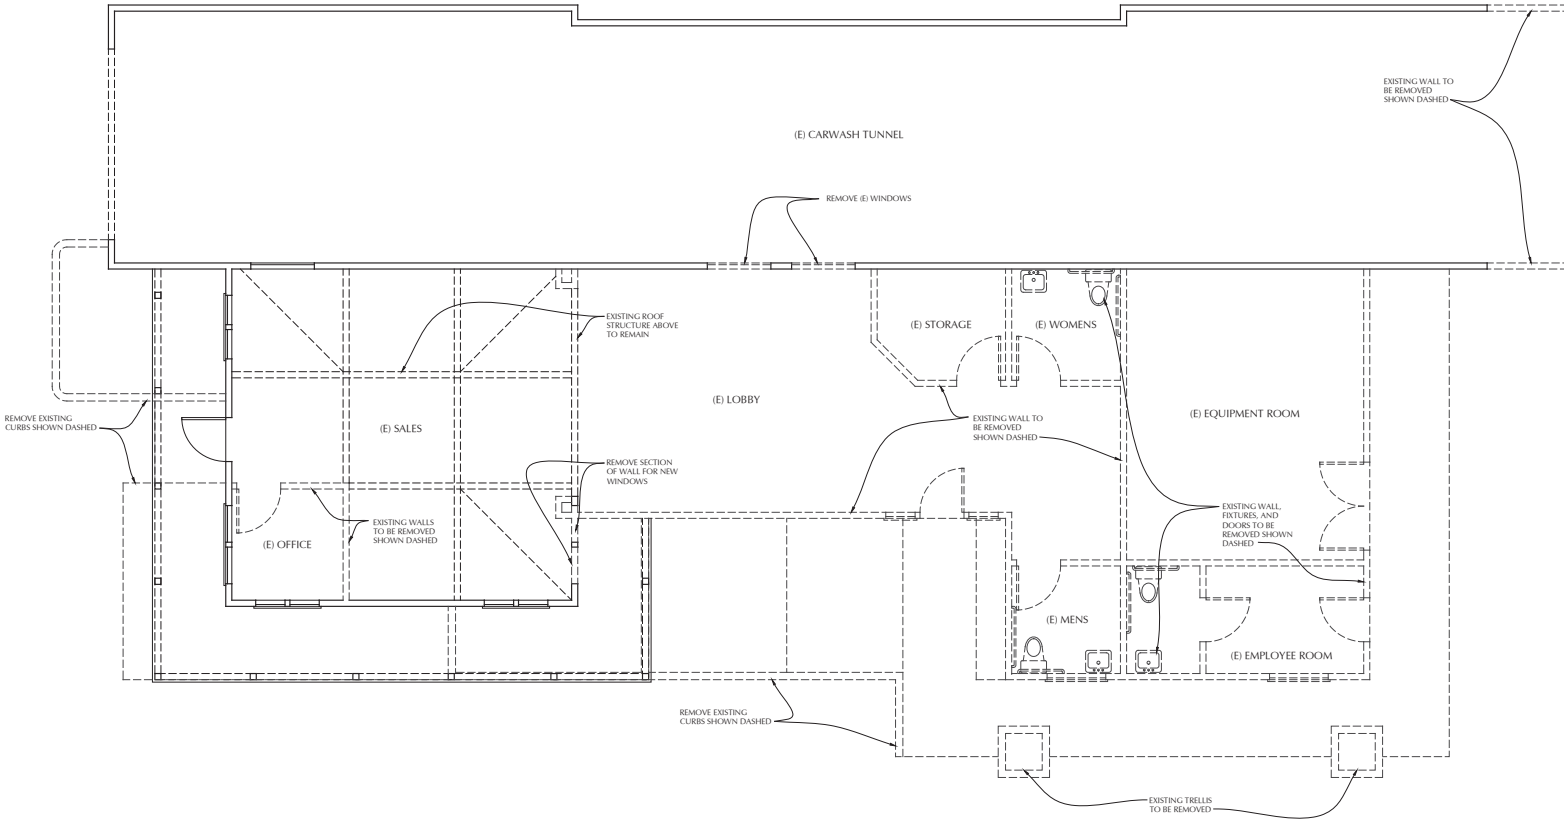 EXISTING WALL TO
BE REMOVED
SHOWN DASHED
(E) CARWASH TUNNEL
REMOVE (E) WINDOWS
EXISTING ROOF
STRUCTURE ABOVE
TO REMAIN
(E) STORAGE
(E) WOMENS
(E) LOBBY
(E) EQUIPMENT ROOM
REMOVE EXISTING
CURBS SHOWN DASHED
(E) SALES
EXISTING WALL TO
BE REMOVED
SHOWN DASHED
REMOVE SECTION
OF WALL FOR NEW
WINDOWS
EXISTING WALLS
TO BE REMOVED
SHOWN DASHED
(E) OFFICE
EXISTING WALL,
FIXTURES, AND
DOORS TO BE
REMOVED SHOWN
DASHED
(E) MENS
(E) EMPLOYEE ROOM
REMOVE EXISTING
CURBS SHOWN DASHED
EXISTING TRELLIS
TO BE REMOVED